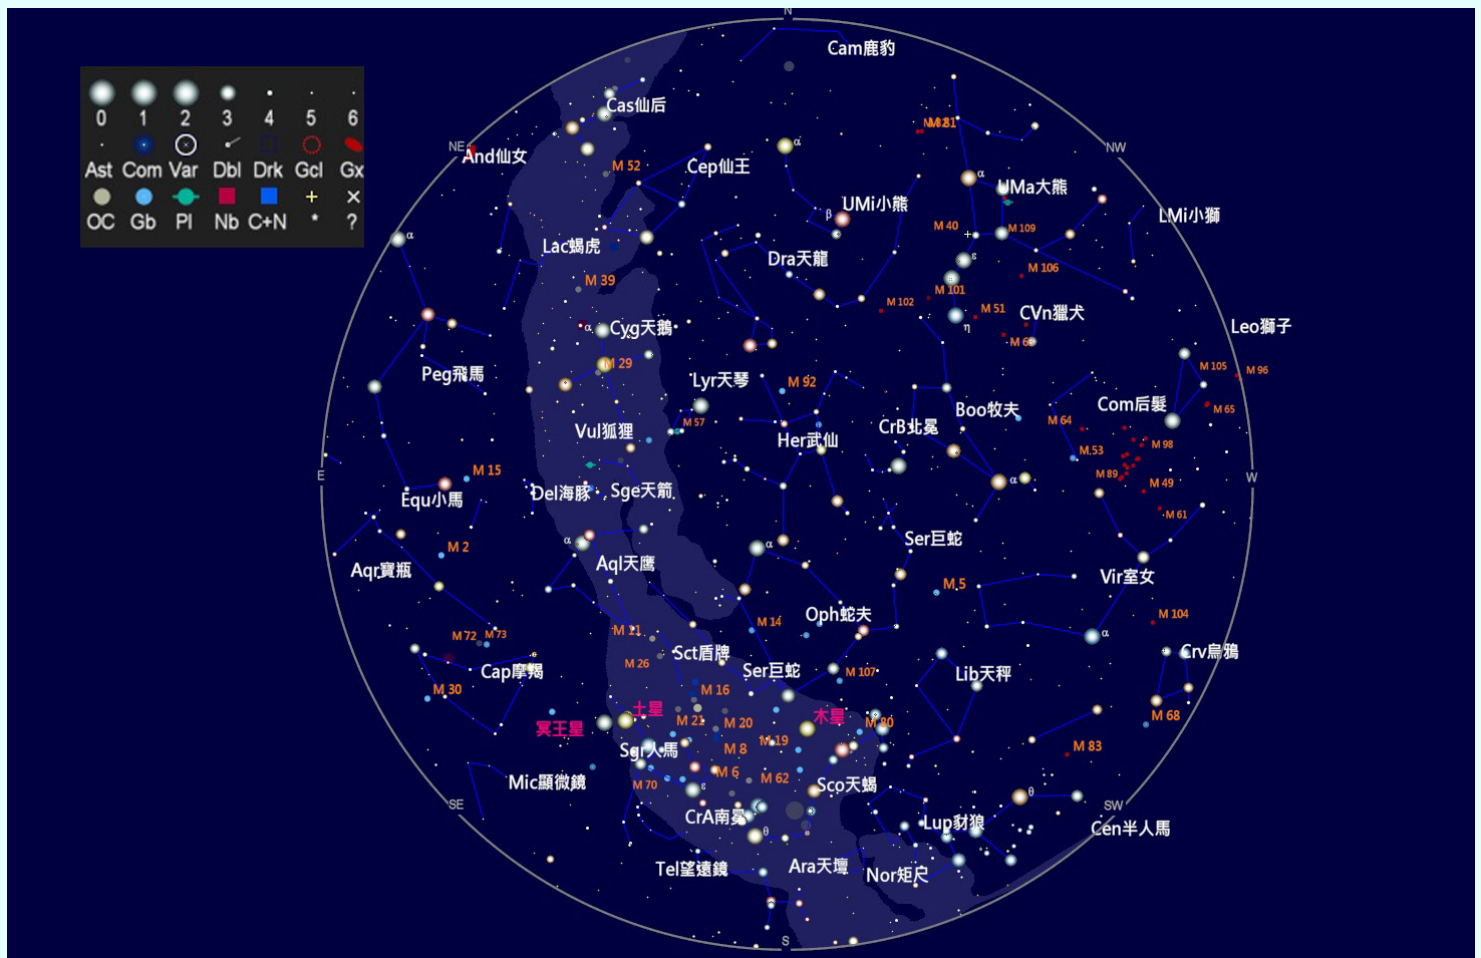 N
Cam鹿豹
0 1 2 3 4 5 6
Ast Com Var Dbl Drk Gcl Gx
OC Gb Pl Nb C+N * ?
Cas仙后
NE
And仙女
M 52
Cep仙王
α
UMi小熊
β
M 81
NW
α
UMa大熊
LMi小獅
M 40
M 109
ε
M 106
Dra天龍
Lac蝎虎
α
M 39
M 101
M 102
M 51
CVn獵犬
η
Leo獅子
α
Cyg天鵝
M 29
Peg飛馬
Lyr天琴
M 92
M 105
M 96
M 57
Vul狐狸
Her武仙
CrB北冕
Boo牧夫
Com后髮
M 65
M 64
M 98
M 53
M 89
M 49
M 61
E
W
M 15
Equ小馬
Del海豚
Sge天箭
α
M 2
α
Aql天鷹
α
Ser巨蛇
Aqr寶瓶
Vir室女
M 5
Oph蛇夫
M 104
M 14
M 11
M 72
M 73
α
Crv烏鴉
Sct盾牌
M 26
Cap摩羯
Ser巨蛇
M 107
Lib天秤
M 30
M 16
土星
木星
M 21
M 20
M 80
M 68
冥王星
M 19
M 8
Sgr人馬
M 83
M 6
M 62
M 70
Mic顯微鏡
ε
Sco天蝎
θ
SE
SW
CrA南冕
θ
Lup豺狼
Cen半人馬
Tel望遠鏡
Ara天壇
Nor矩尺
S